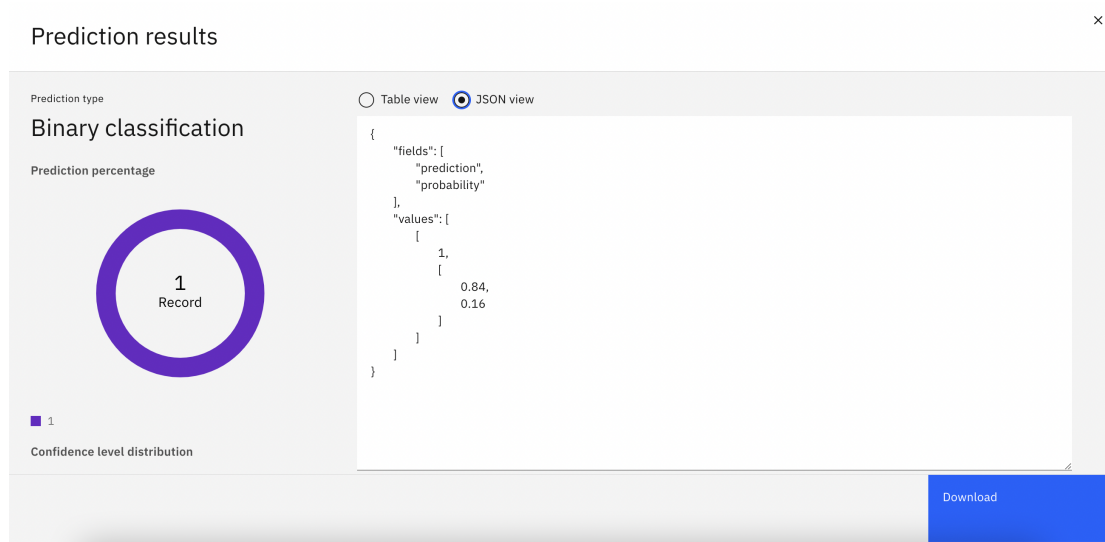 Prediction results
×
Prediction type
Binary classification
Prediction percentage
1
Record
1
Confidence level distribution
Table view
JSON view
{
"fields": [
"prediction",
"probability"
],
"values": [
[
1,
[
0.84,
0.16
]
]
]
}
Download